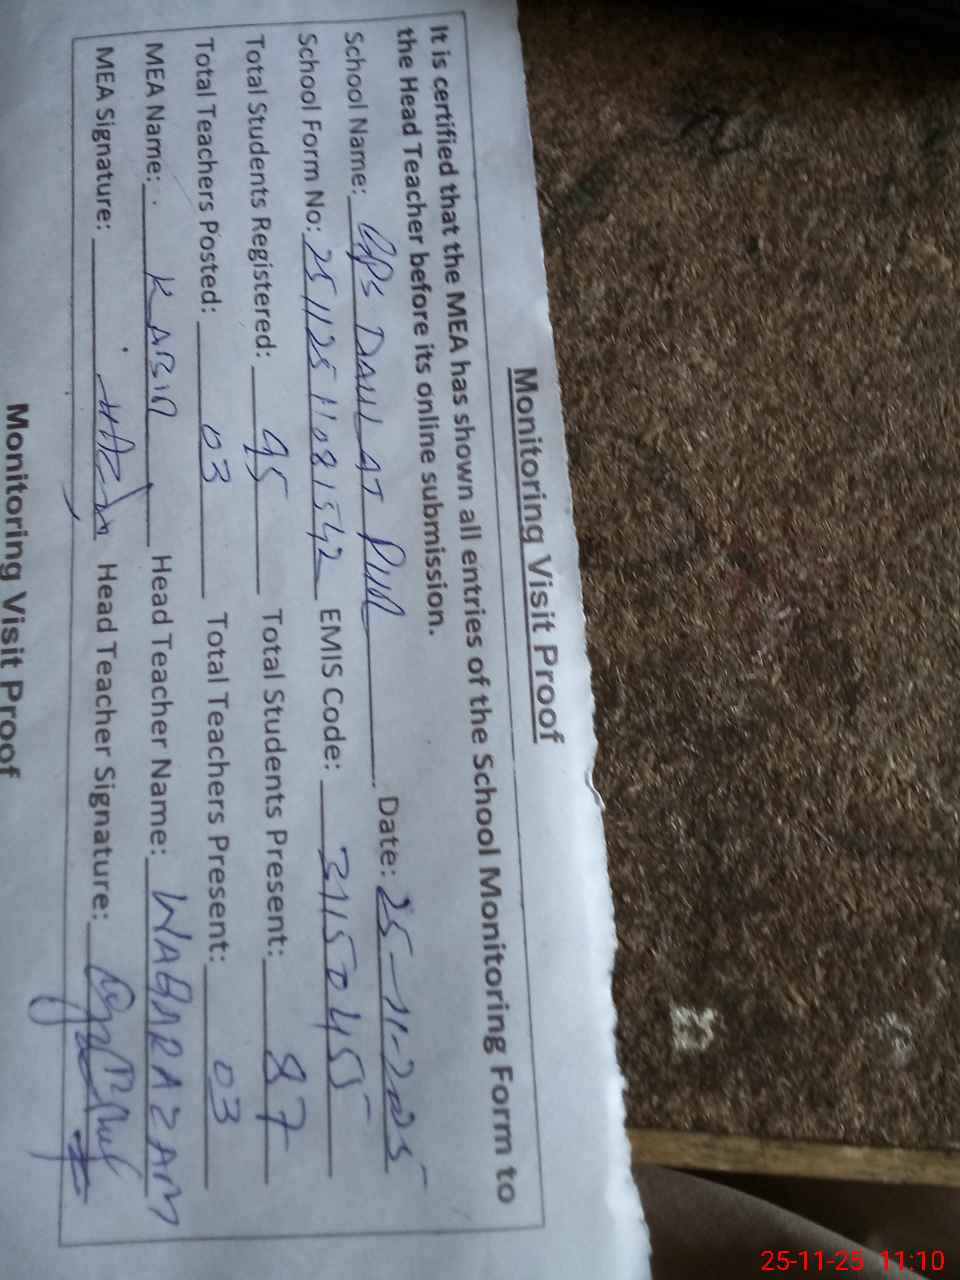 Monitoring Visit Proof
It is certified that the MEA has shown all entries of the School Monitoring Form to
the Head Teacher before its online submission.
School Name: GPS DAULAT PUR Date: 25-11-2025
School Form No: 25112511081542 EMIS Code: 31150455
Total Students Registered: 95 Total Students Present: 87
Total Teachers Posted: 03 Total Teachers Present: 03
MEA Name: KABIR Head Teacher Name: WAQAR AZAM
MEA Signature: Head Teacher Signature:
Monitoring Visit Proof
25-11-25 11:10